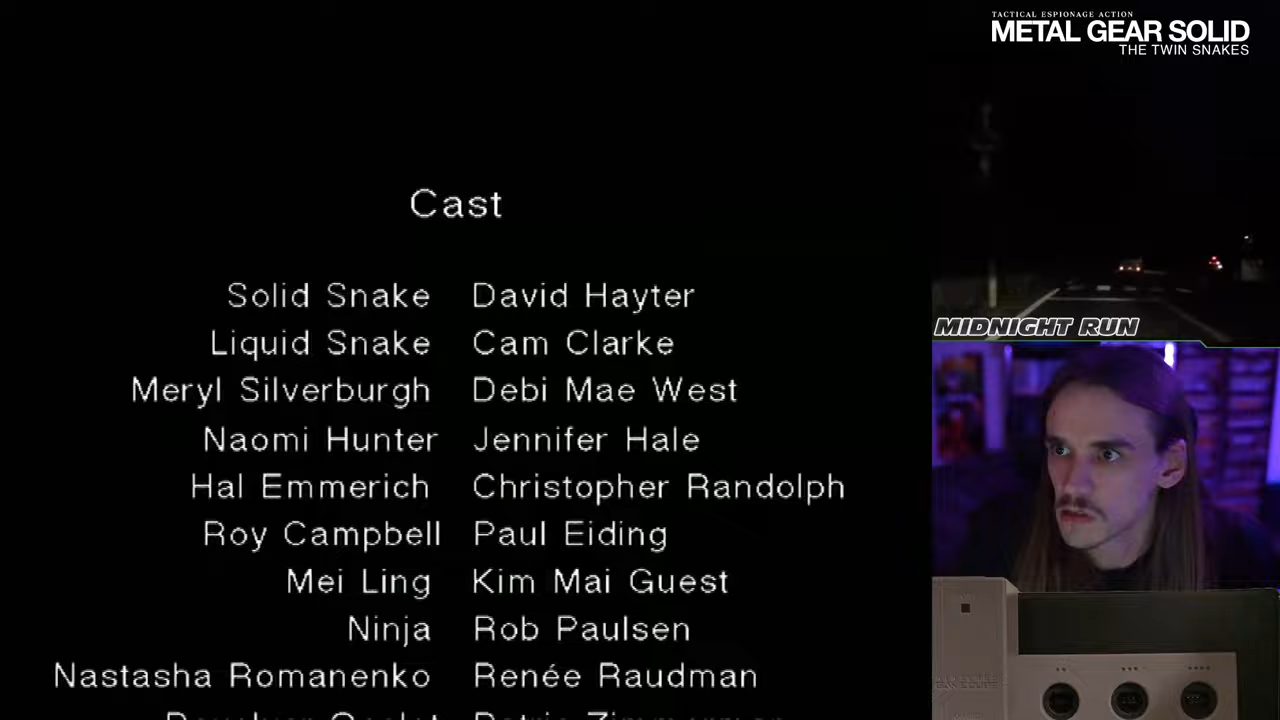 TACTICAL ESPIONAGE ACTION
METAL GEAR SOLID
THE TWIN SNAKES
Cast
Solid Snake David Hayter
Liquid Snake Cam Clarke
Meryl Silverburgh Debi Mae West
Naomi Hunter Jennifer Hale
Hal Emmerich Christopher Randolph
Roy Campbell Paul Eiding
Mei Ling Kim Mai Guest
Ninja Rob Paulsen
Nastasha Romanenko Renée Raudman
MIDNIGHT RUN